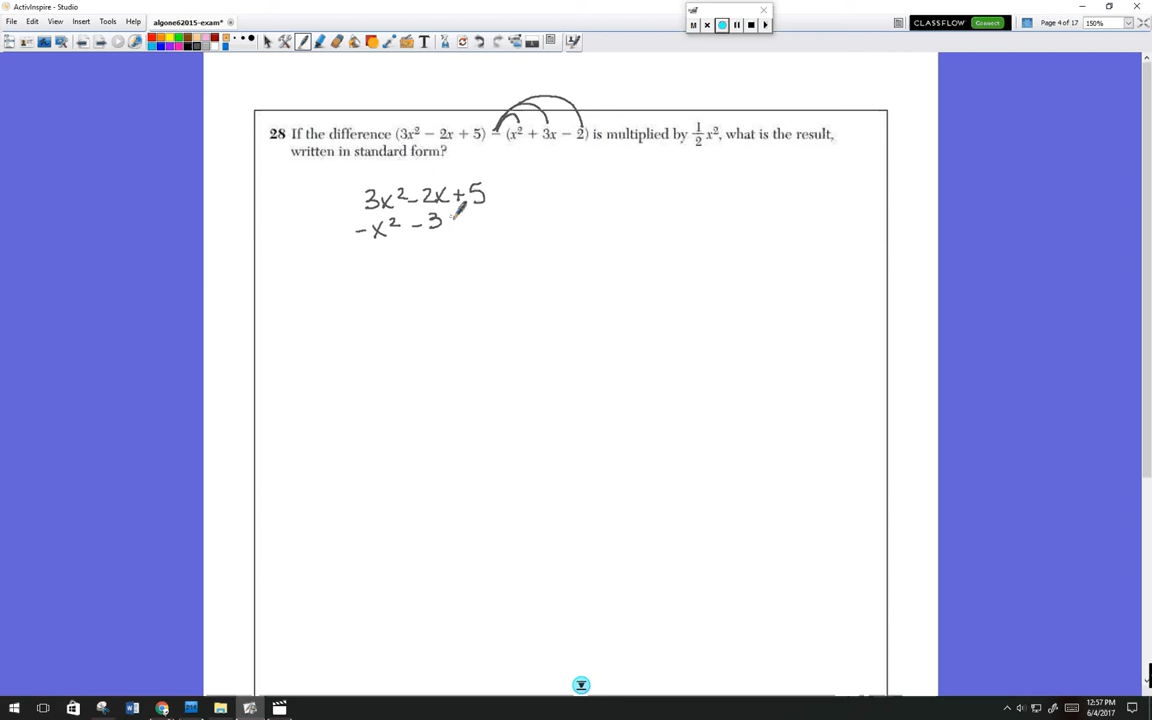 ActivInspire - Studio
File Edit View Insert Tools Help
algone62015-exam*
CLASSFLOW Connect
Page 4 of 17
150%
28 If the difference (3x² − 2x + 5) − (x² + 3x − 2) is multiplied by 1/2 x², what is the result,
written in standard form?
3x² - 2x + 5
-x² - 3
12:57 PM
6/4/2017